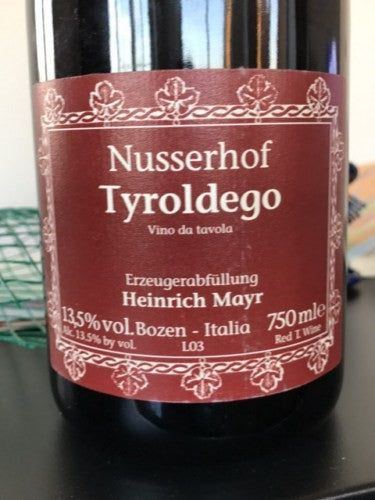 Nusserhof
Tyroldego
Vino da tavola
Erzeugerabfüllung
Heinrich Mayr
13,5% vol. Bozen - Italia 750 mle
Alc. 13.5% by vol. L03 Red T. Wine